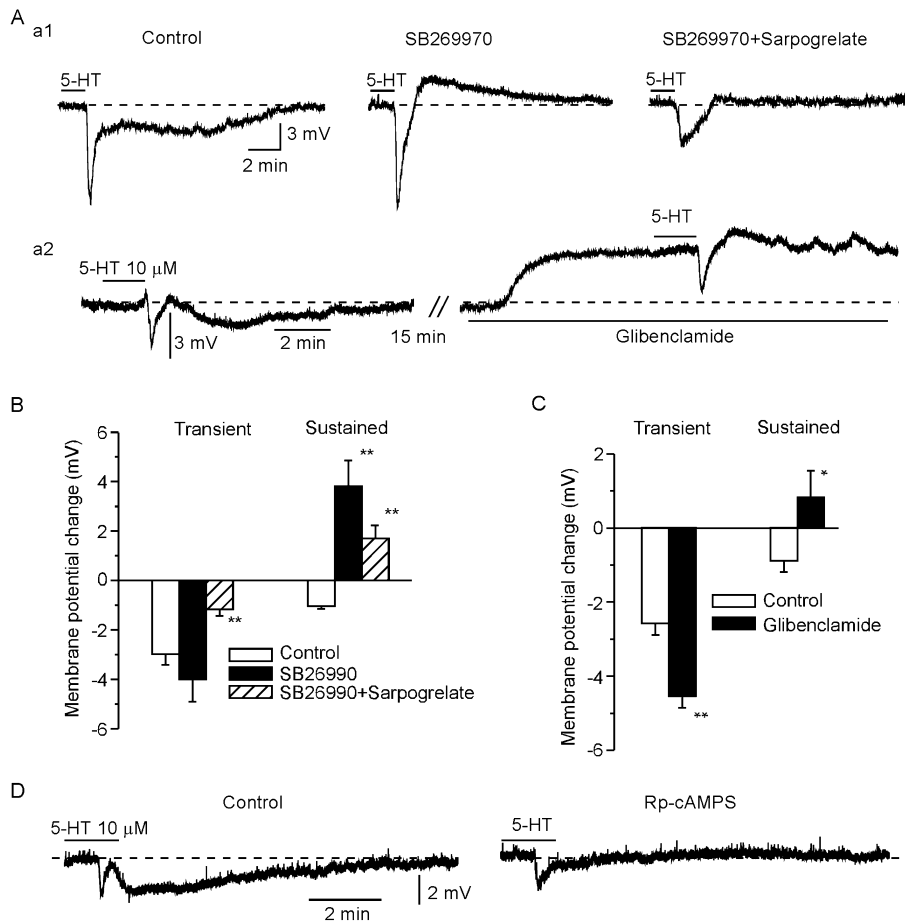 A
a1
Control
SB269970
SB269970+Sarpogrelate
5-HT
5-HT
5-HT
3 mV
2 min
a2
5-HT 10 µM
5-HT
3 mV
2 min
15 min
Glibenclamide
B
Transient
Sustained
Membrane potential change (mV)
6
4
2
0
-2
-4
-6
**
**
**
Control
SB26990
SB26990+Sarpogrelate
C
Transient
Sustained
Membrane potential change (mV)
2
0
-2
-4
-6
*
**
Control
Glibenclamide
D
Control
Rp-cAMPS
5-HT 10 µM
5-HT
2 min
2 mV